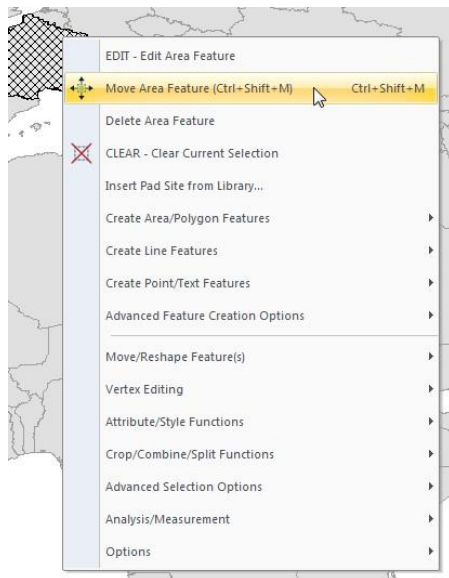 EDIT - Edit Area Feature
Move Area Feature (Ctrl+Shift+M) Ctrl+Shift+M
Delete Area Feature
CLEAR - Clear Current Selection
Insert Pad Site from Library...
Create Area/Polygon Features
Create Line Features
Create Point/Text Features
Advanced Feature Creation Options
Move/Reshape Feature(s)
Vertex Editing
Attribute/Style Functions
Crop/Combine/Split Functions
Advanced Selection Options
Analysis/Measurement
Options